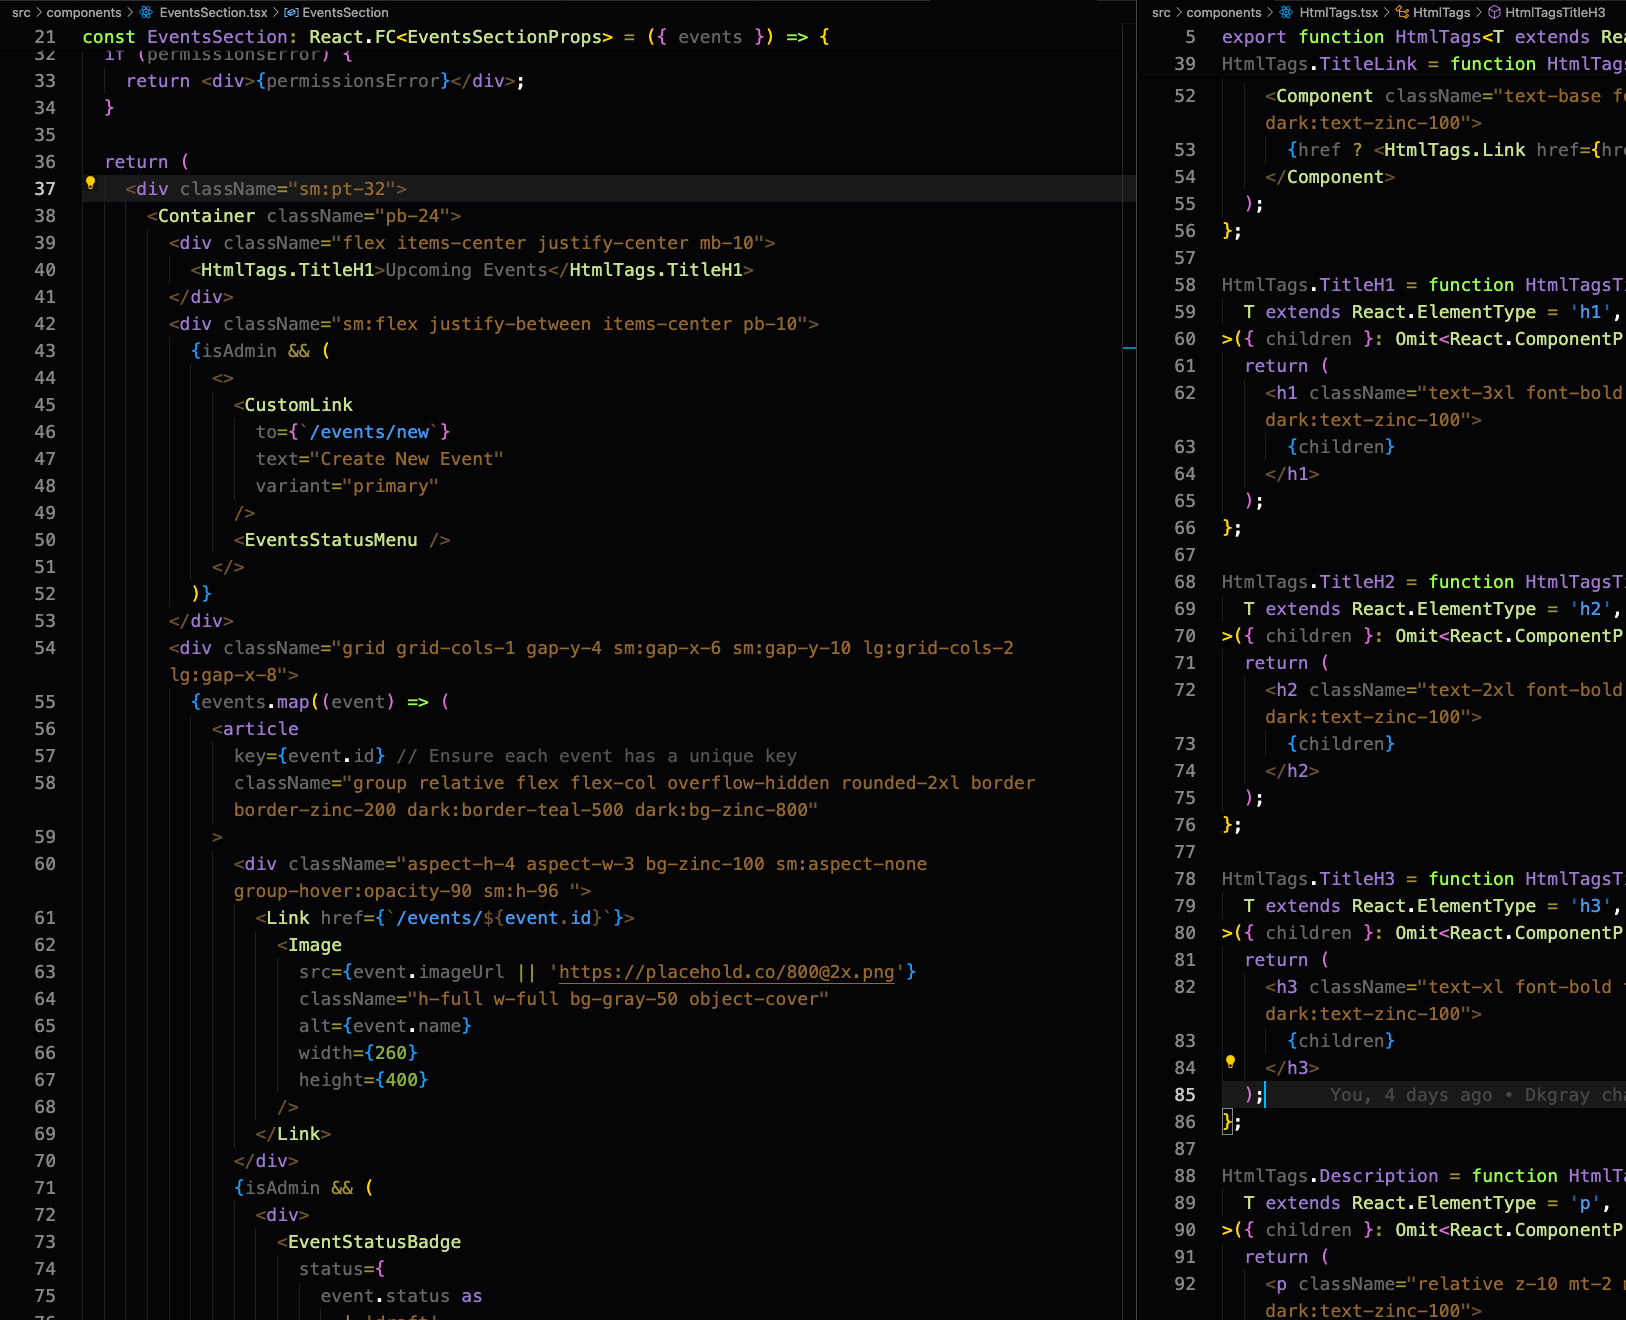 src > components > EventsSection.tsx > EventsSection
21 const EventsSection: React.FC<EventsSectionProps> = ({ events }) => {
32 if (permissionsError) {
33 return <div>{permissionsError}</div>;
34 }
35
36 return (
37 <div className="sm:pt-32">
38 <Container className="pb-24">
39 <div className="flex items-center justify-center mb-10">
40 <HtmlTags.TitleH1>Upcoming Events</HtmlTags.TitleH1>
41 </div>
42 <div className="sm:flex justify-between items-center pb-10">
43 {isAdmin && (
44 <>
45 <CustomLink
46 to={`/events/new`}
47 text="Create New Event"
48 variant="primary"
49 />
50 <EventsStatusMenu />
51 </>
52 )}
53 </div>
54 <div className="grid grid-cols-1 gap-y-4 sm:gap-x-6 sm:gap-y-10 lg:grid-cols-2
lg:gap-x-8">
55 {events.map((event) => (
56 <article
57 key={event.id} // Ensure each event has a unique key
58 className="group relative flex flex-col overflow-hidden rounded-2xl border
border-zinc-200 dark:border-teal-500 dark:bg-zinc-800"
59 >
60 <div className="aspect-h-4 aspect-w-3 bg-zinc-100 sm:aspect-none
group-hover:opacity-90 sm:h-96 ">
61 <Link href={`/events/${event.id}`}>
62 <Image
63 src={event.imageUrl || 'https://placehold.co/800@2x.png'}
64 className="h-full w-full bg-gray-50 object-cover"
65 alt={event.name}
66 width={260}
67 height={400}
68 />
69 </Link>
70 </div>
71 {isAdmin && (
72 <div>
73 <EventStatusBadge
74 status={
75 event.status as
src > components > HtmlTags.tsx > HtmlTags > HtmlTagsTitleH3
5 export function HtmlTags<T extends Rea
39 HtmlTags.TitleLink = function HtmlTags
52 <Component className="text-base fo
dark:text-zinc-100">
53 {href ? <HtmlTags.Link href={hre
54 </Component>
55 );
56 };
57
58 HtmlTags.TitleH1 = function HtmlTagsTi
59 T extends React.ElementType = 'h1',
60 >({ children }: Omit<React.ComponentP
61 return (
62 <h1 className="text-3xl font-bold
dark:text-zinc-100">
63 {children}
64 </h1>
65 );
66 };
67
68 HtmlTags.TitleH2 = function HtmlTagsTi
69 T extends React.ElementType = 'h2',
70 >({ children }: Omit<React.ComponentP
71 return (
72 <h2 className="text-2xl font-bold
dark:text-zinc-100">
73 {children}
74 </h2>
75 );
76 };
77
78 HtmlTags.TitleH3 = function HtmlTagsTi
79 T extends React.ElementType = 'h3',
80 >({ children }: Omit<React.ComponentP
81 return (
82 <h3 className="text-xl font-bold
dark:text-zinc-100">
83 {children}
84 </h3>
85 ); You, 4 days ago • Dkgray cha
86 };
87
88 HtmlTags.Description = function HtmlTa
89 T extends React.ElementType = 'p',
90 >({ children }: Omit<React.ComponentP
91 return (
92 <p className="relative z-10 mt-2
dark:text-zinc-100">